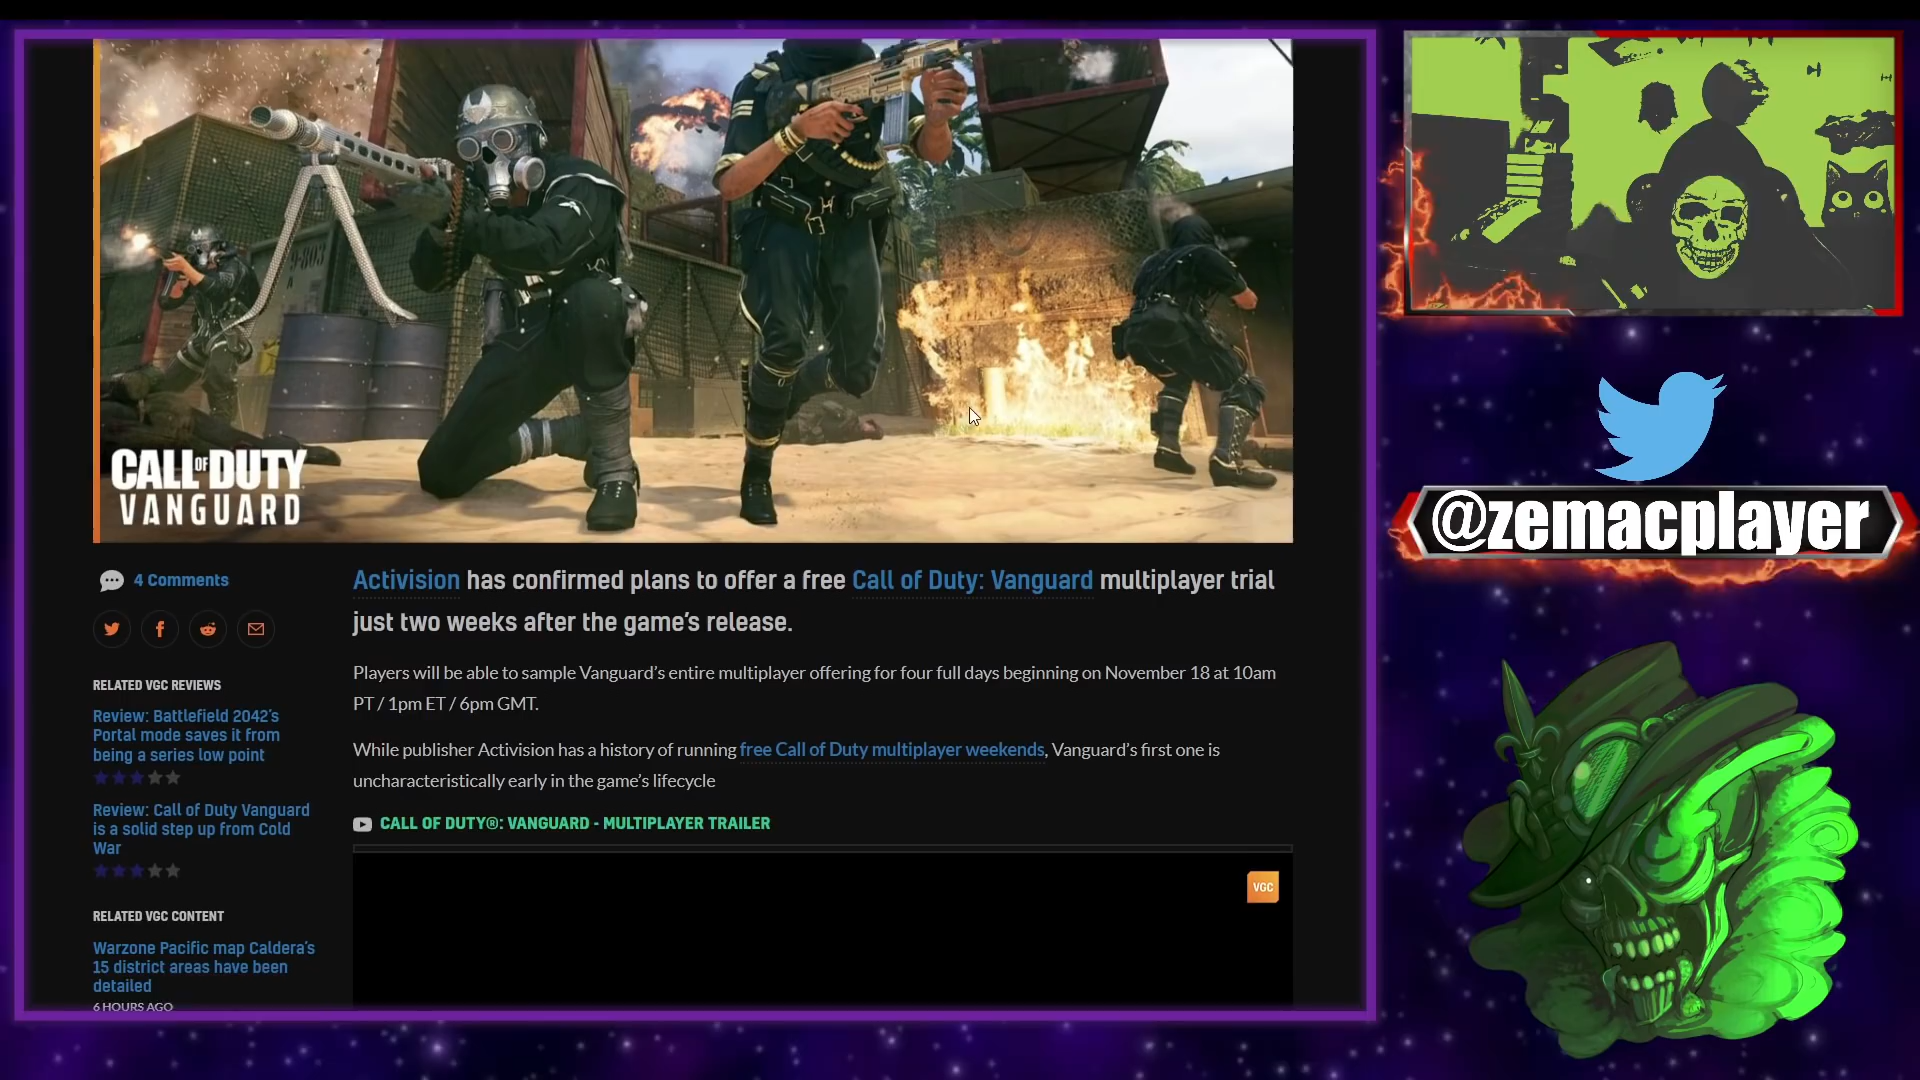 CALL OF DUTY
VANGUARD
4 Comments
RELATED VGC REVIEWS
Review: Battlefield 2042's
Portal mode saves it from
being a series low point
Review: Call of Duty Vanguard
is a solid step up from Cold
War
RELATED VGC CONTENT
Warzone Pacific map Caldera's
15 district areas have been
detailed
6 HOURS AGO
Activision has confirmed plans to offer a free Call of Duty: Vanguard multiplayer trial
just two weeks after the game's release.
Players will be able to sample Vanguard's entire multiplayer offering for four full days beginning on November 18 at 10am
PT / 1pm ET / 6pm GMT.
While publisher Activision has a history of running free Call of Duty multiplayer weekends, Vanguard's first one is
uncharacteristically early in the game's lifecycle
CALL OF DUTY®: VANGUARD - MULTIPLAYER TRAILER
VGC
@zemacplayer